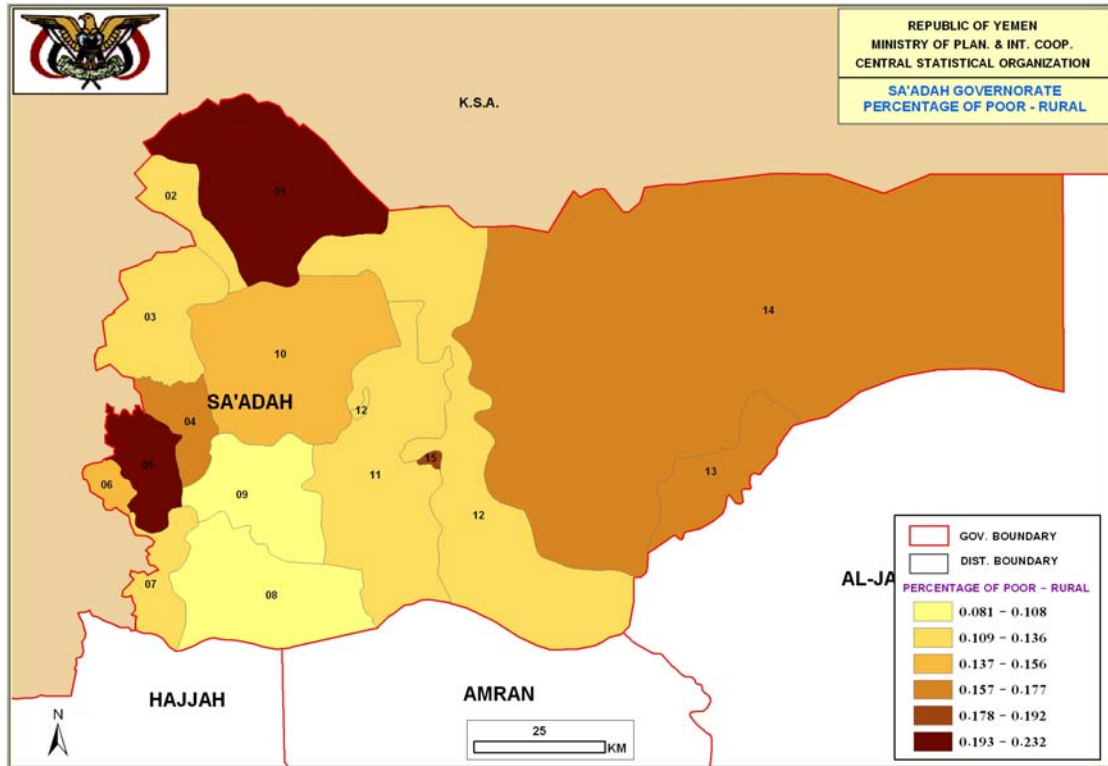 REPUBLIC OF YEMEN
MINISTRY OF PLAN. & INT. COOP.
CENTRAL STATISTICAL ORGANIZATION
SA'ADAH GOVERNORATE
PERCENTAGE OF POOR - RURAL
K.S.A.
01
02
03
14
10
SA'ADAH
12
04
05
15
13
06
11
09
12
07
08
AL-JA
HAJJAH
AMRAN
N
25
KM
GOV. BOUNDARY
DIST. BOUNDARY
PERCENTAGE OF POOR – RURAL
0.081 – 0.108
0.109 – 0.136
0.137 – 0.156
0.157 – 0.177
0.178 – 0.192
0.193 – 0.232